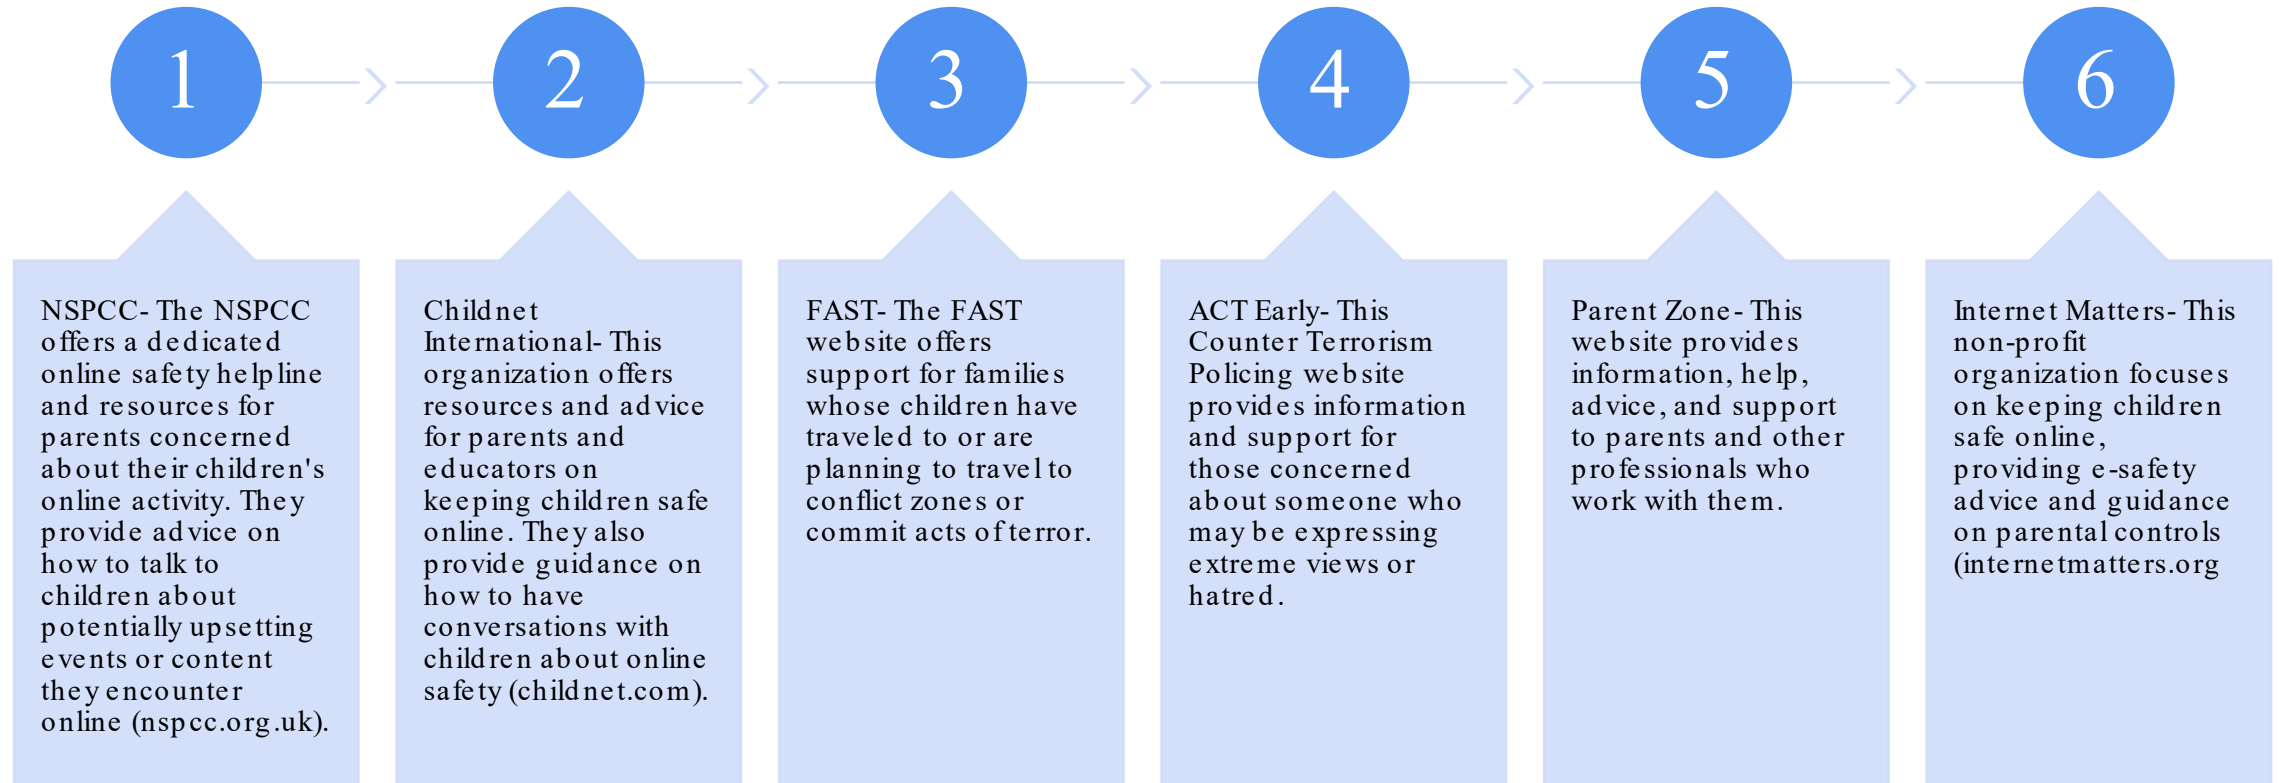 1
2
3
4
5
6
NSPCC- The NSPCC
offers a dedicated
online safety helpline
and resources for
parents concerned
about their children's
online activity. They
provide advice on
how to talk to
children about
potentially upsetting
events or content
they encounter
online (nspcc.org.uk).
Childnet
International- This
organization offers
resources and advice
for parents and
educators on
keeping children safe
online. They also
provide guidance on
how to have
conversations with
children about online
safety (childnet.com).
FAST- The FAST
website offers
support for families
whose children have
traveled to or are
planning to travel to
conflict zones or
commit acts of terror.
ACT Early- This
Counter Terrorism
Policing website
provides information
and support for
those concerned
about someone who
may be expressing
extreme views or
hatred.
Parent Zone- This
website provides
information, help,
advice, and support
to parents and other
professionals who
work with them.
Internet Matters- This
non-profit
organization focuses
on keeping children
safe online,
providing e-safety
advice and guidance
on parental controls
(internetmatters.org